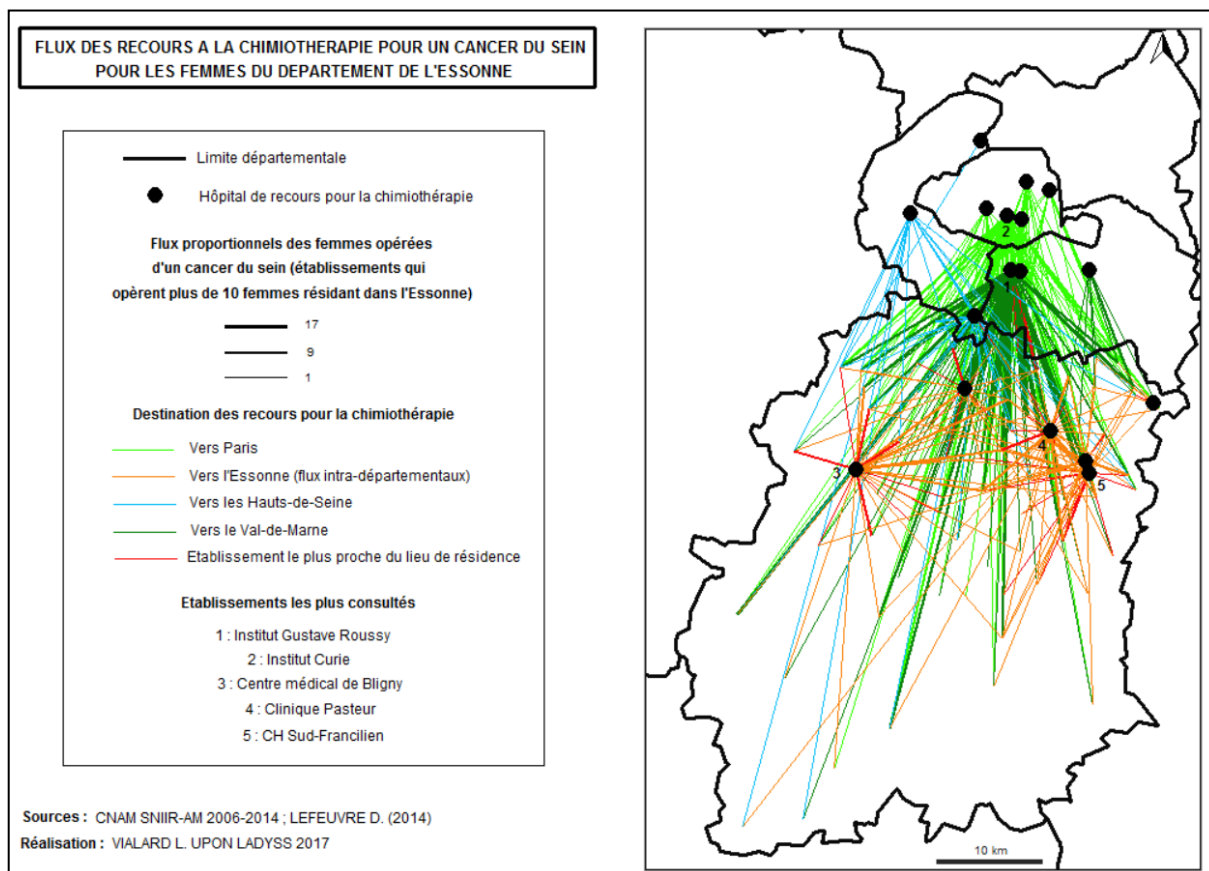 FLUX DES RECOURS A LA CHIMIOTHERAPIE POUR UN CANCER DU SEIN
POUR LES FEMMES DU DEPARTEMENT DE L'ESSONNE
Limite départementale
Hôpital de recours pour la chimiothérapie
Flux proportionnels des femmes opérées
d'un cancer du sein (établissements qui
opèrent plus de 10 femmes résidant dans l'Essonne)
17
9
1
Destination des recours pour la chimiothérapie
Vers Paris
Vers l'Essonne (flux intra-départementaux)
Vers les Hauts-de-Seine
Vers le Val-de-Marne
Etablissement le plus proche du lieu de résidence
Etablissements les plus consultés
1 : Institut Gustave Roussy
2 : Institut Curie
3 : Centre médical de Bligny
4 : Clinique Pasteur
5 : CH Sud-Francilien
Sources : CNAM SNIIR-AM 2006-2014 ; LEFEUVRE D. (2014)
Réalisation : VIALARD L. UPON LADYSS 2017
2
1
4
3
5
10 km